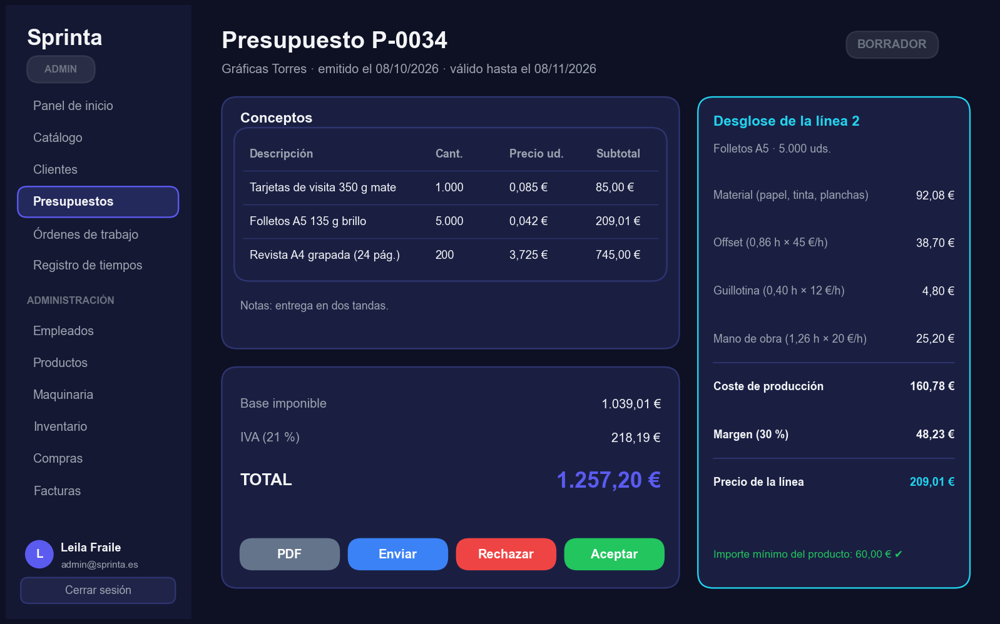 Sprinta
ADMIN
Panel de inicio
Catálogo
Clientes
Presupuestos
Órdenes de trabajo
Registro de tiempos
ADMINISTRACIÓN
Empleados
Productos
Maquinaria
Inventario
Compras
Facturas
L
Leila Fraile
admin@sprinta.es
Cerrar sesión
Presupuesto P-0034
BORRADOR
Gráficas Torres · emitido el 08/10/2026 · válido hasta el 08/11/2026
Conceptos
Descripción Cant. Precio ud. Subtotal
Tarjetas de visita 350 g mate 1.000 0,085 € 85,00 €
Folletos A5 135 g brillo 5.000 0,042 € 209,01 €
Revista A4 grapada (24 pág.) 200 3,725 € 745,00 €
Notas: entrega en dos tandas.
Base imponible 1.039,01 €
IVA (21 %) 218,19 €
TOTAL 1.257,20 €
PDF Enviar Rechazar Aceptar
Desglose de la línea 2
Folletos A5 · 5.000 uds.
Material (papel, tinta, planchas) 92,08 €
Offset (0,86 h × 45 €/h) 38,70 €
Guillotina (0,40 h × 12 €/h) 4,80 €
Mano de obra (1,26 h × 20 €/h) 25,20 €
Coste de producción 160,78 €
Margen (30 %) 48,23 €
Precio de la línea 209,01 €
Importe mínimo del producto: 60,00 € ✔